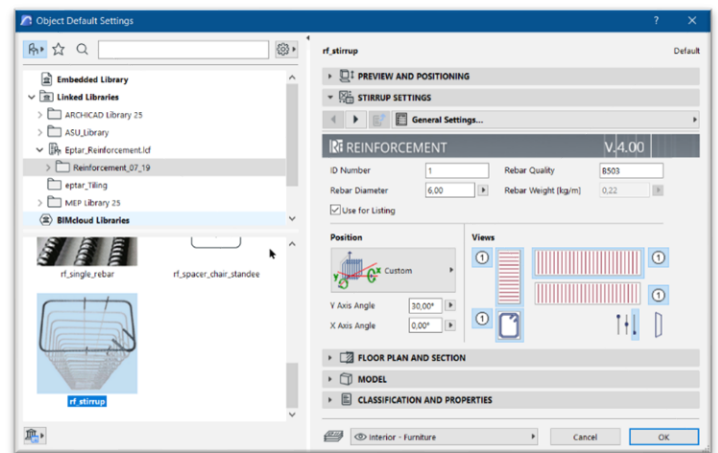 Object Default Settings
Embedded Library
Linked Libraries
ARCHICAD Library 25
ASU_Library
Eptar_Reinforcement.lcf
Reinforcement_07_19
eptar_Tiling
MEP Library 25
BIMcloud Libraries
rf_single_rebar
rf_spacer_chair_standee
rf_stirrup
rf_stirrup
Default
PREVIEW AND POSITIONING
STIRRUP SETTINGS
General Settings...
REINFORCEMENT V.4.00
ID Number 1 Rebar Quality B503
Rebar Diameter 6,00 Rebar Weight [kg/m] 0,22
Use for Listing
Position
Custom
Y X
Y Axis Angle 30,00°
X Axis Angle 0,00°
Views
1
1
1
1
FLOOR PLAN AND SECTION
MODEL
CLASSIFICATION AND PROPERTIES
Interior - Furniture
Cancel
OK